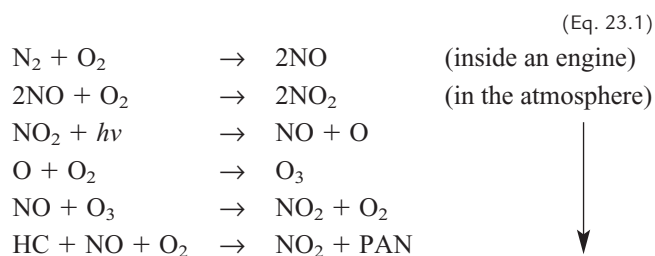 (Eq. 23.1)
N₂ + O₂ → 2NO (inside an engine)
2NO + O₂ → 2NO₂ (in the atmosphere)
NO₂ + hν → NO + O
O + O₂ → O₃
NO + O₃ → NO₂ + O₂
HC + NO + O₂ → NO₂ + PAN